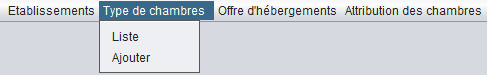 Etablissements Type de chambres Offre d'hébergements Attribution des chambres
Liste
Ajouter